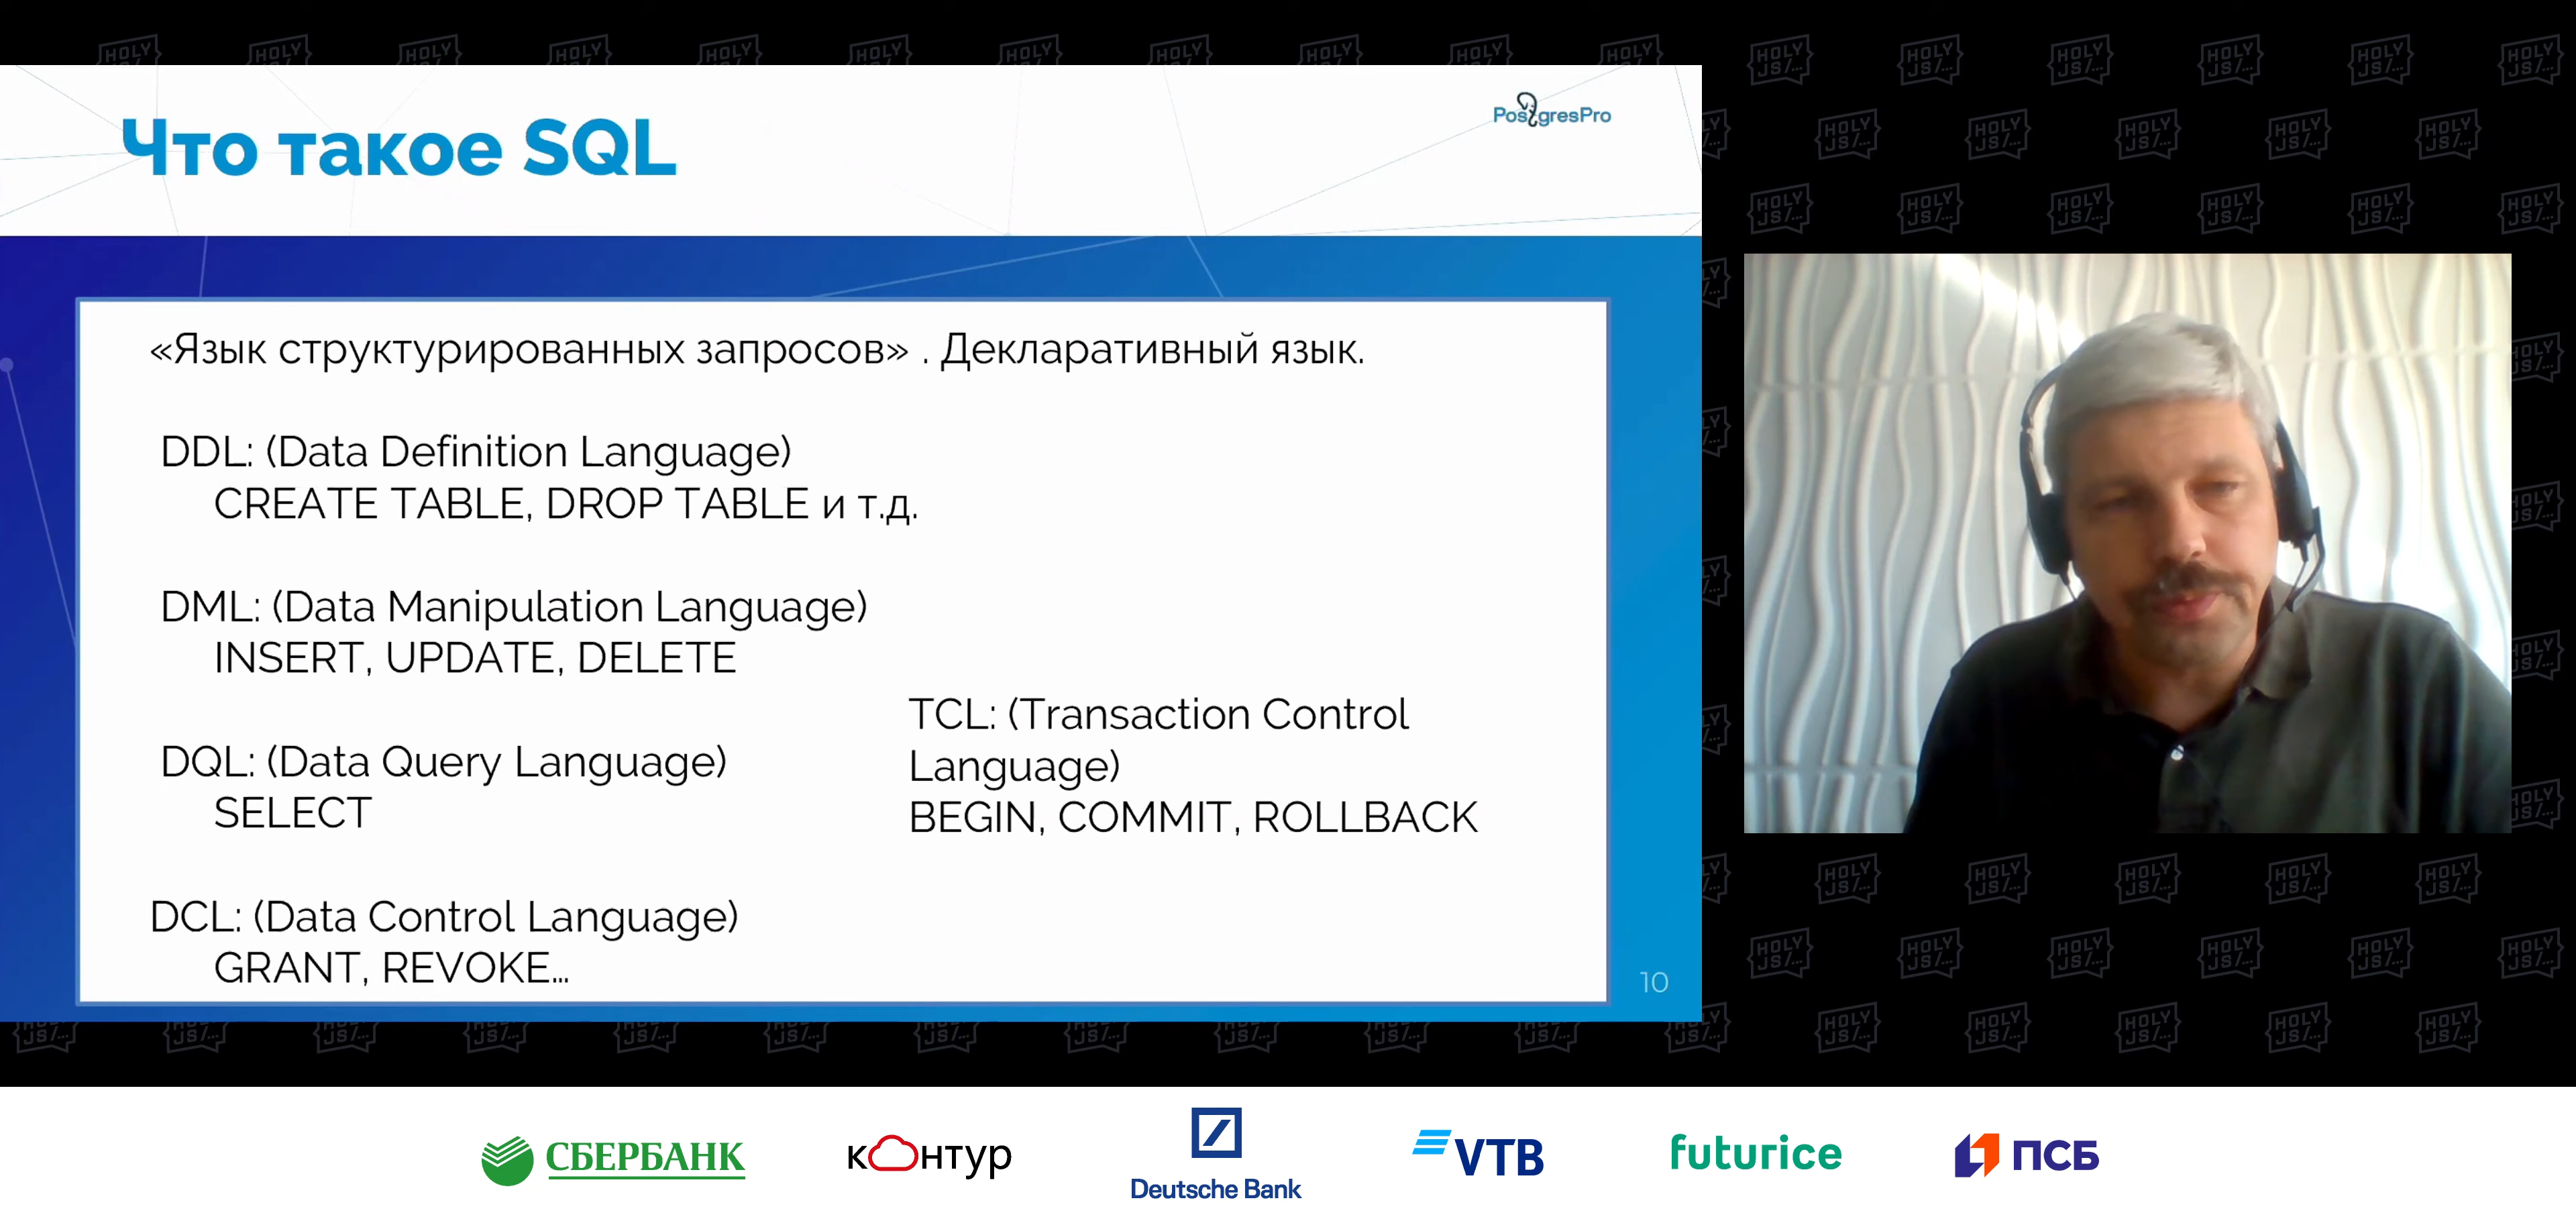 Что такое SQL
PostgresPro
«Язык структурированных запросов» . Декларативный язык.
DDL: (Data Definition Language)
CREATE TABLE, DROP TABLE и т.д.
DML: (Data Manipulation Language)
INSERT, UPDATE, DELETE
DQL: (Data Query Language)
SELECT
TCL: (Transaction Control
Language)
BEGIN, COMMIT, ROLLBACK
DCL: (Data Control Language)
GRANT, REVOKE...
10
HOLY
JS/...
СБЕРБАНК
контур
Deutsche Bank
VTB
futurice
ПСБ